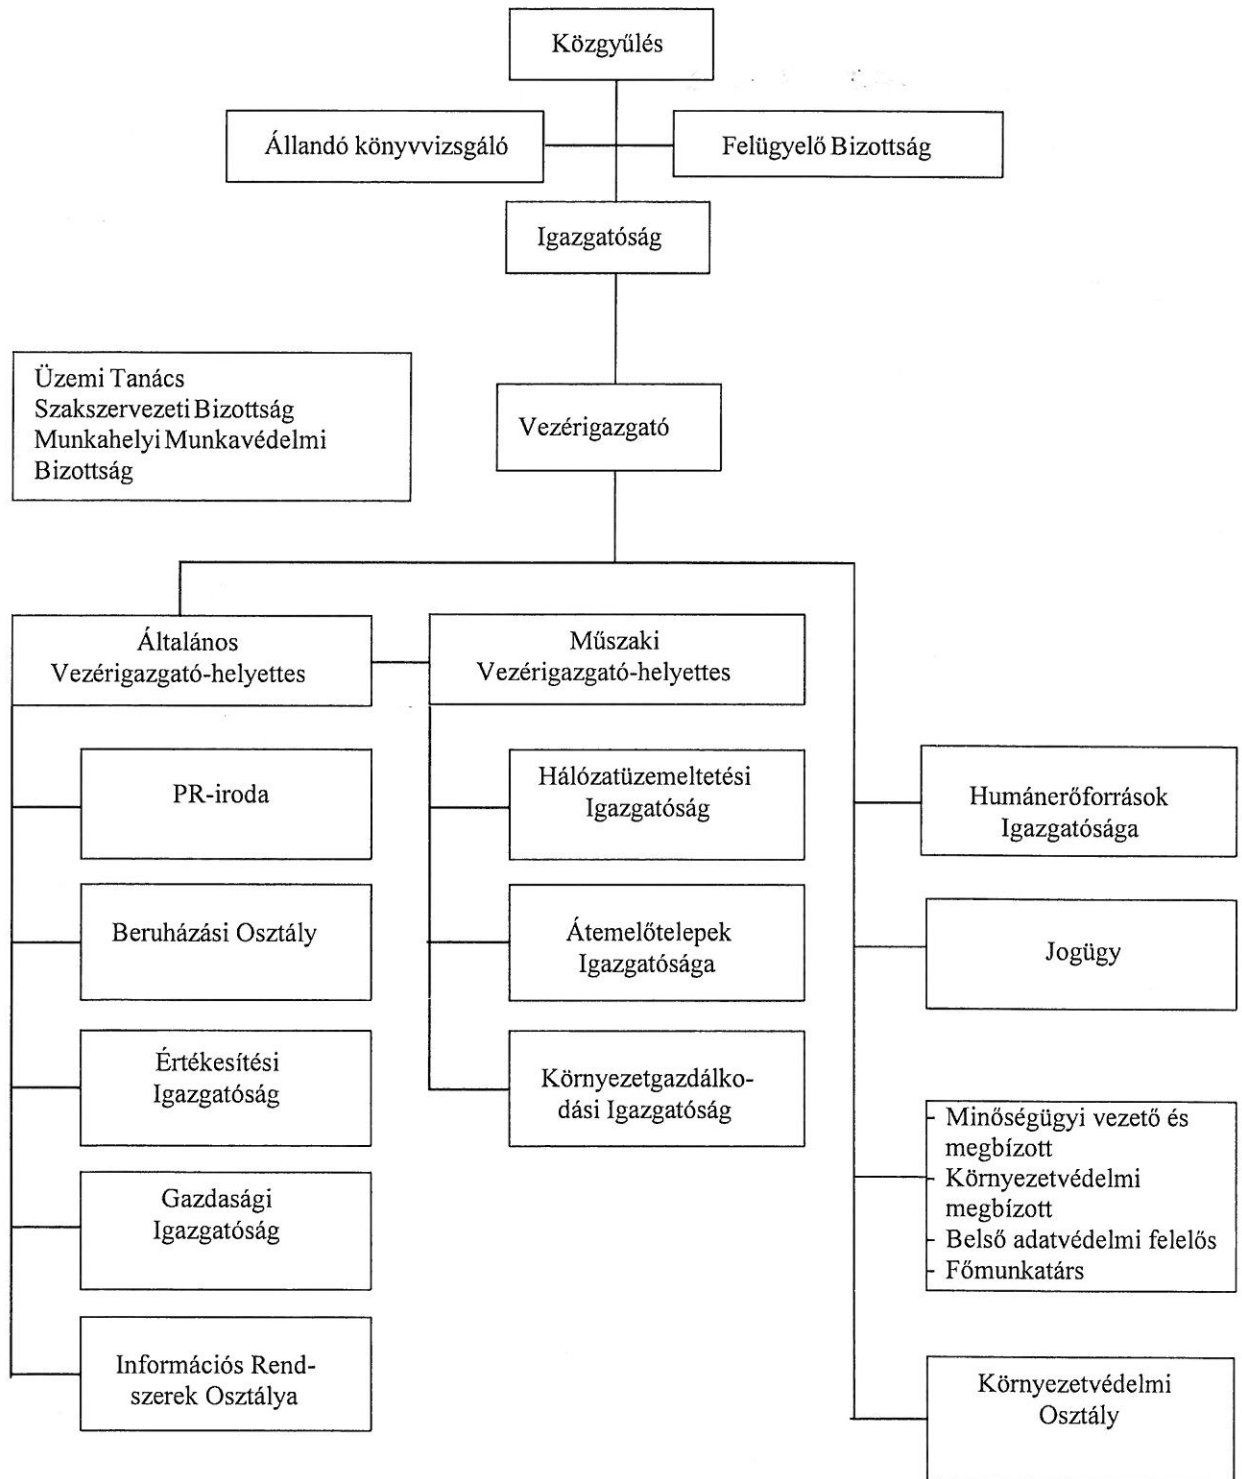 Közgyűlés
Állandó könyvvizsgáló
Felügyelő Bizottság
Igazgatóság
Üzemi Tanács
Szakszervezeti Bizottság
Munkahelyi Munkavédelmi
Bizottság
Vezérigazgató
Általános
Vezérigazgató-helyettes
Műszaki
Vezérigazgató-helyettes
PR-iroda
Beruházási Osztály
Értékesítési
Igazgatóság
Gazdasági
Igazgatóság
Információs Rend-
szerek Osztálya
Hálózatüzemeltetési
Igazgatóság
Átemelőtelepek
Igazgatósága
Környezetgazdálko-
dási Igazgatóság
Humánerőforrások
Igazgatósága
Jogügy
- Minőségügyi vezető és
megbízott
- Környezetvédelmi
megbízott
- Belső adatvédelmi felelős
- Főmunkatárs
Környezetvédelmi
Osztály